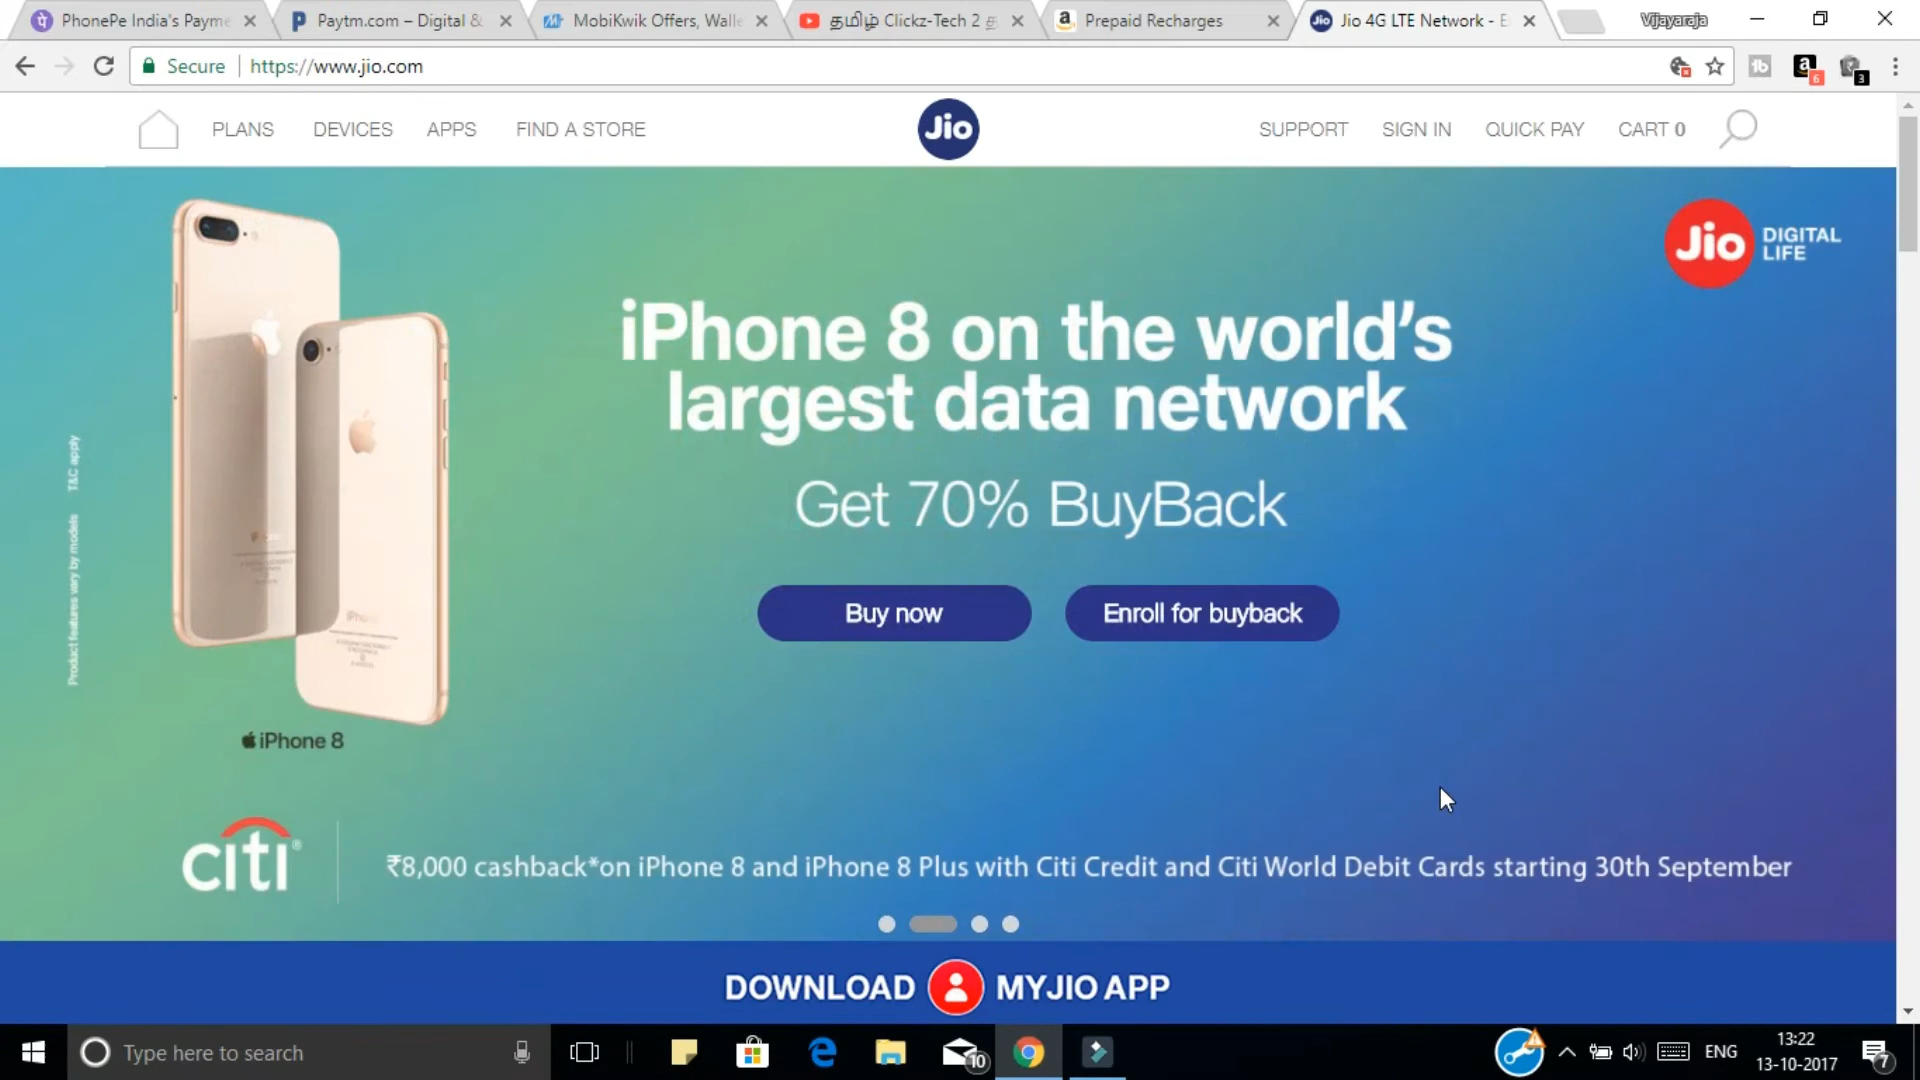 PhonePe India's Payme
Paytm.com – Digital &
MobiKwik Offers, Walle
தமிழ் Clickz-Tech 2 த
Prepaid Recharges
Jio 4G LTE Network - E
Vijayaraja
Secure
https://www.jio.com
6
3
PLANS
DEVICES
APPS
FIND A STORE
Jio
SUPPORT
SIGN IN
QUICK PAY
CART 0
Jio DIGITAL
LIFE
iPhone 8 on the world's
largest data network
Get 70% BuyBack
Buy now
Enroll for buyback
Product features vary by models T&C apply
iPhone 8
citi
₹8,000 cashback*on iPhone 8 and iPhone 8 Plus with Citi Credit and Citi World Debit Cards starting 30th September
DOWNLOAD MYJIO APP
Type here to search
10
ENG
13:22
13-10-2017
7